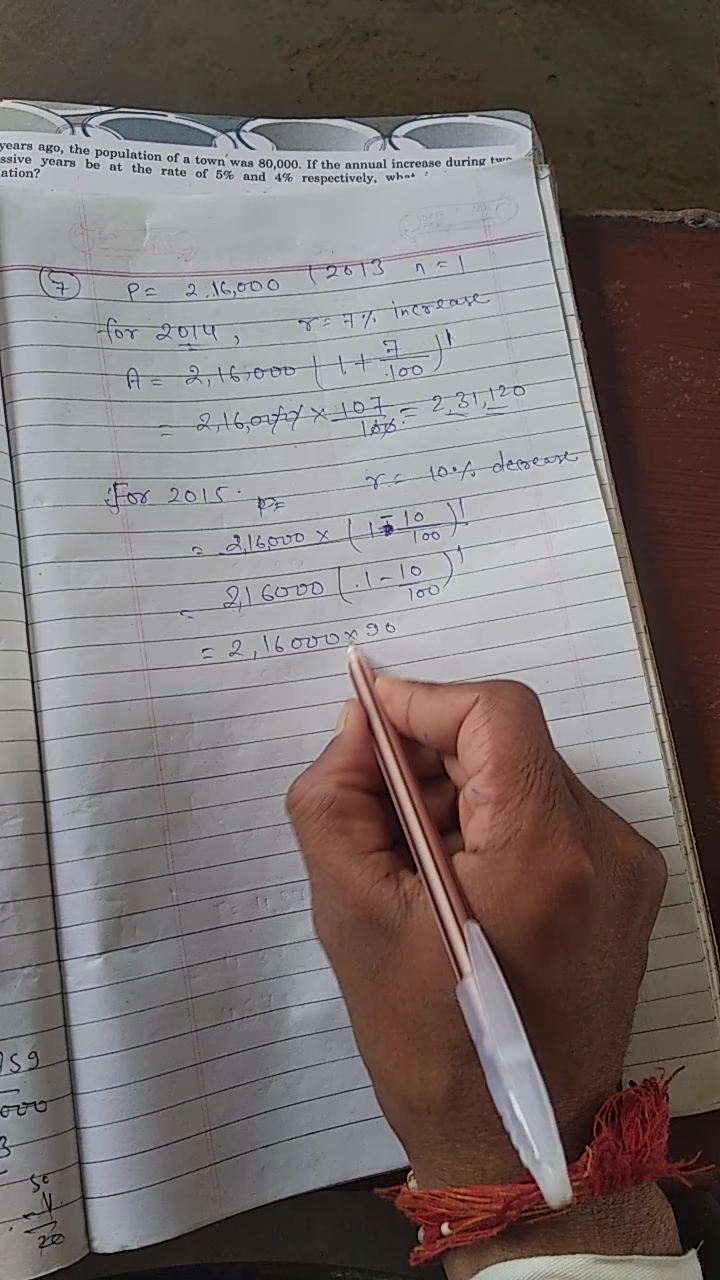 years ago, the population of a town was 80,000. If the annual increase during two
ssive years be at the rate of 5% and 4% respectively, what
ation?
7 P= 2,16,000 (2013 n=1
for 2014, r=7% increase
A= 2,16,000 (1+7/100)^1
= 2,16,000 × 107/100 = 2,31,120
For 2015. r= 10% decrease
P=
= 2,16000 × (1-10/100)^1
= 2,16000 (.1-10/100)^1
= 2,16000×90
159
000
3
50
20